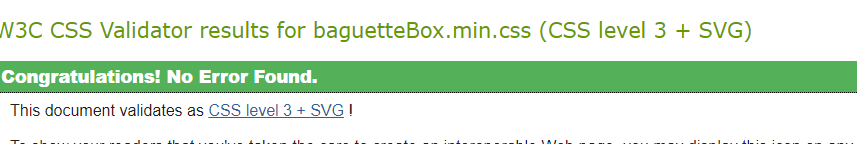 W3C CSS Validator results for baguetteBox.min.css (CSS level 3 + SVG)
Congratulations! No Error Found.
This document validates as CSS level 3 + SVG !
To show your readers that you've taken the care to create an interoperable Web page, you may display this icon on any